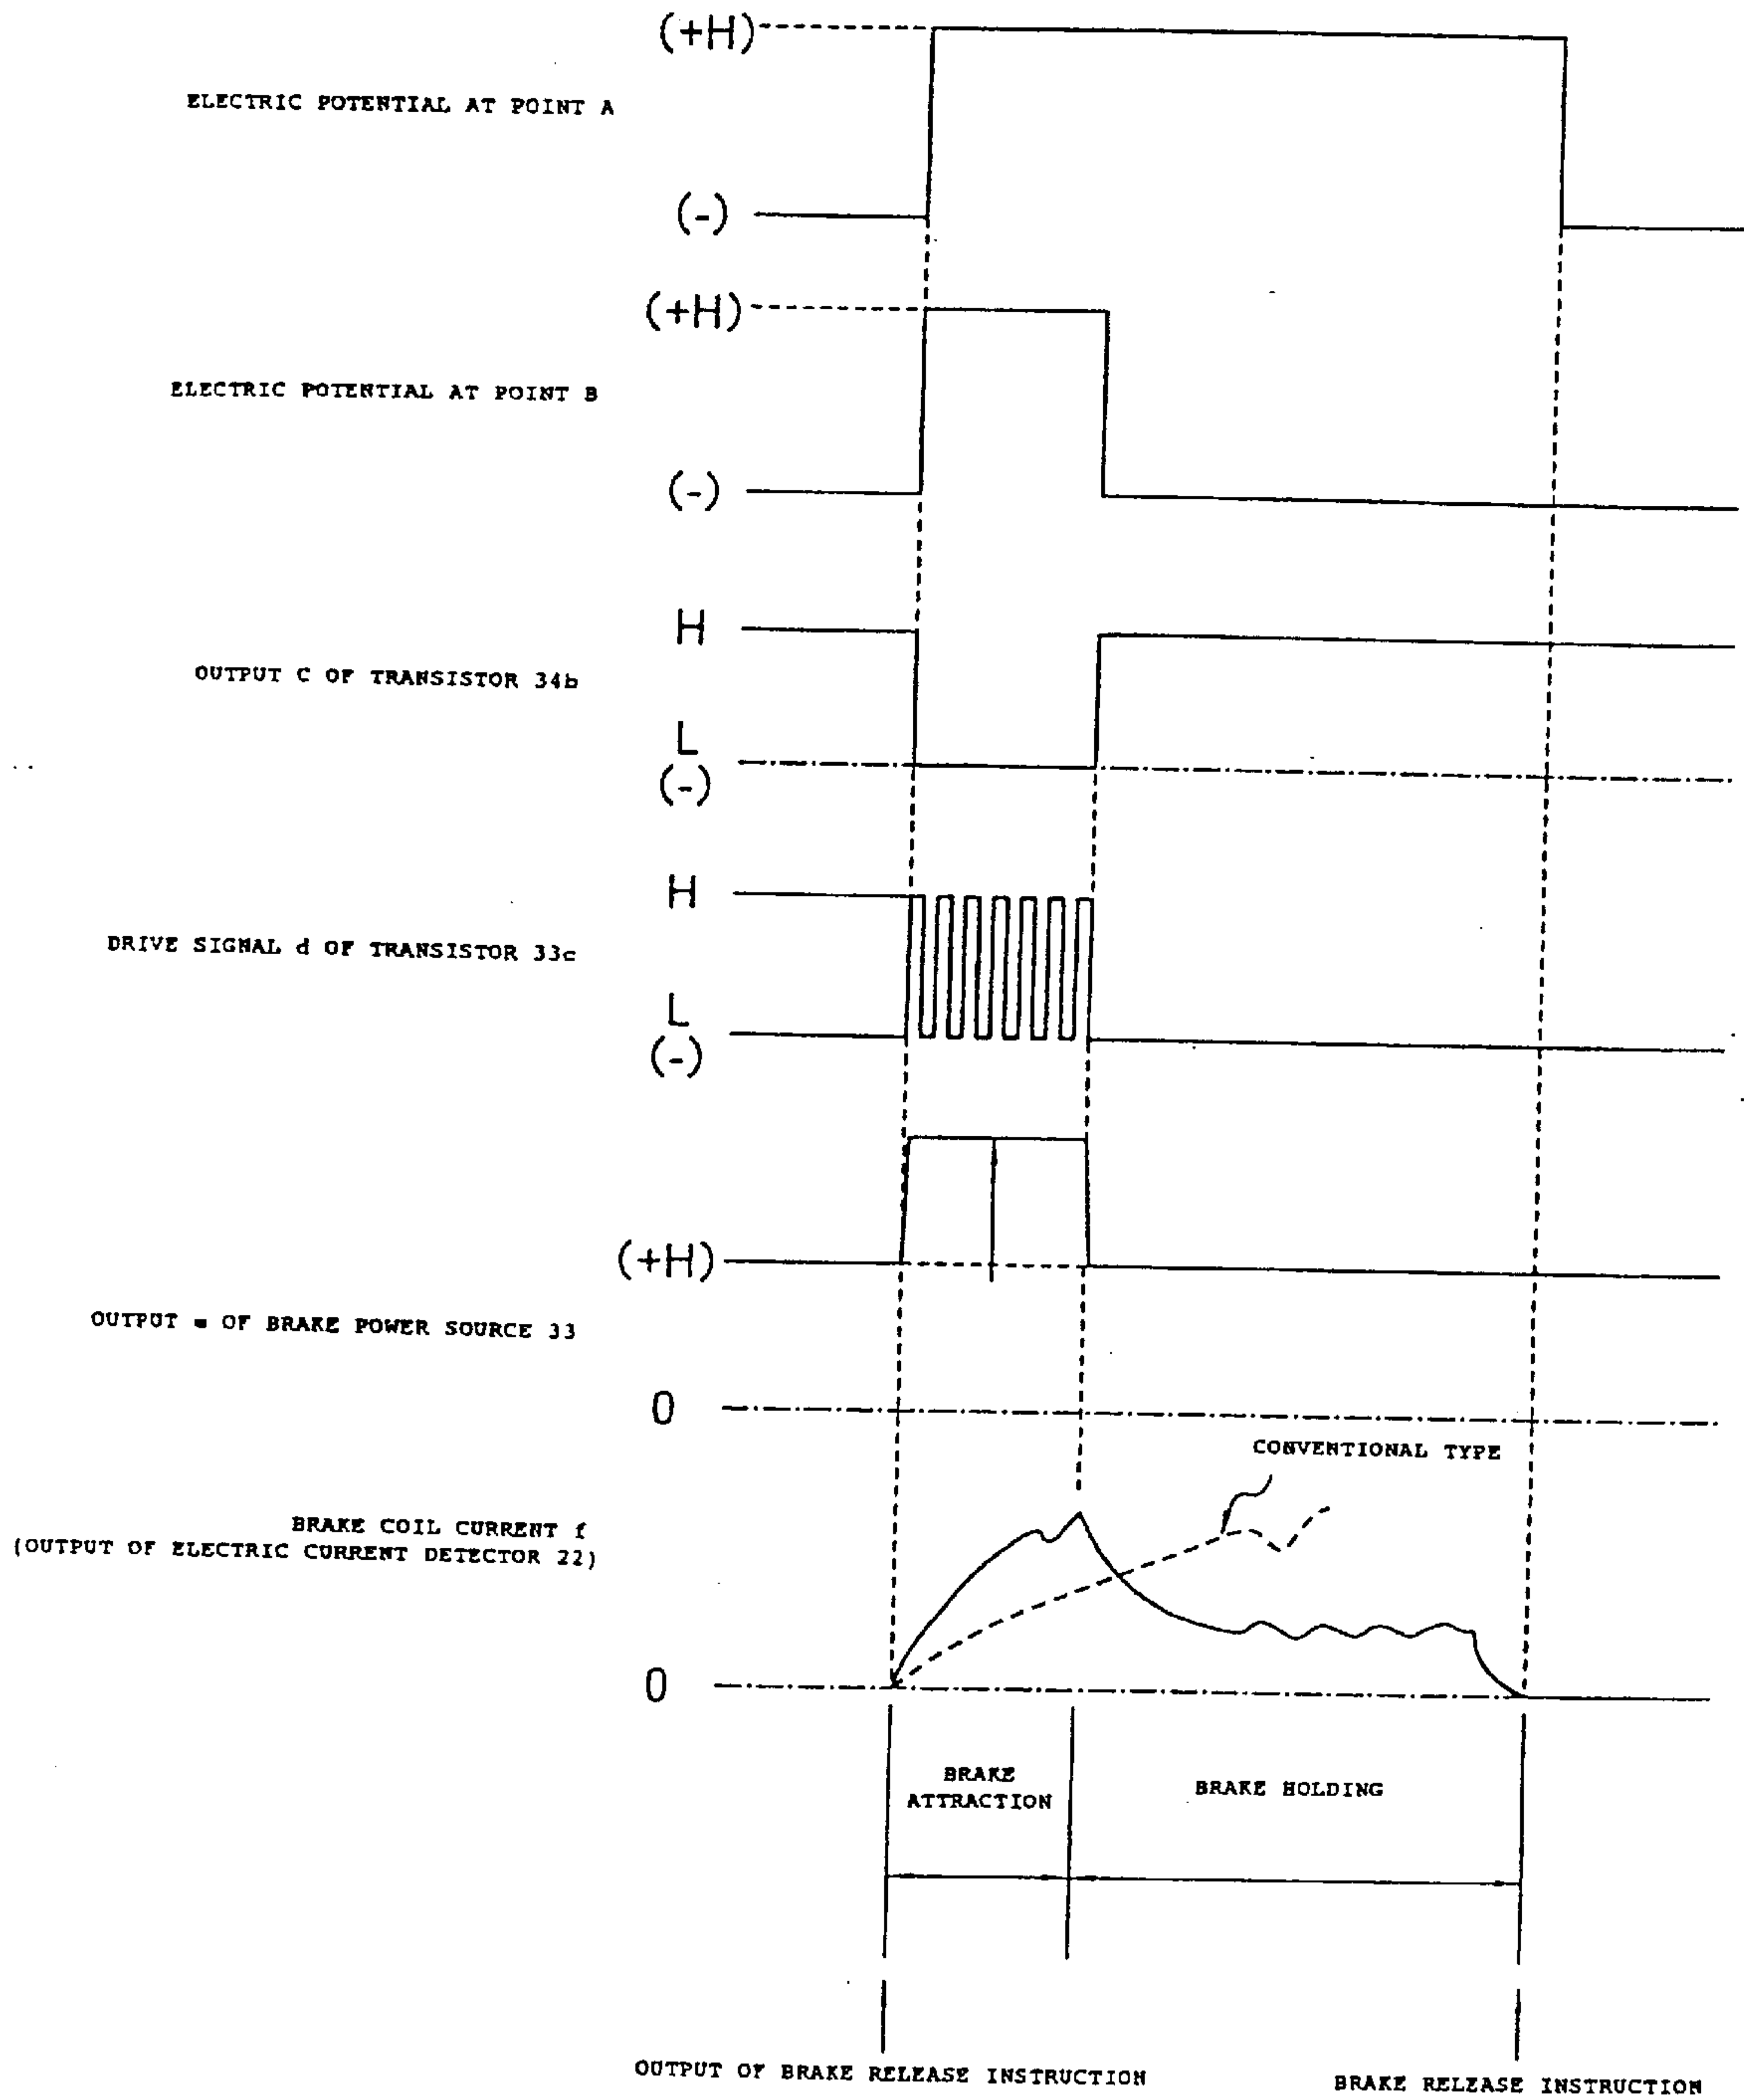 (+H)
ELECTRIC POTENTIAL AT POINT A
(-)
(+H)
ELECTRIC POTENTIAL AT POINT B
(-)
H
OUTPUT C OF TRANSISTOR 34b
L
(-)
H
DRIVE SIGNAL d OF TRANSISTOR 33c
L
(-)
(+H)
OUTPUT OF BRAKE POWER SOURCE 33
0
CONVENTIONAL TYPE
BRAKE COIL CURRENT f
(OUTPUT OF ELECTRIC CURRENT DETECTOR 22)
0
BRAKE
ATTRACTION
BRAKE HOLDING
OUTPUT OF BRAKE RELEASE INSTRUCTION
BRAKE RELEASE INSTRUCTION